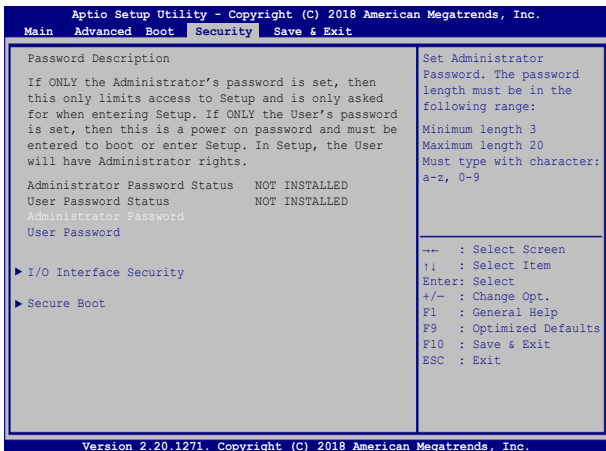 Aptio Setup Utility - Copyright (C) 2018 American Megatrends, Inc.
Main Advanced Boot Security Save & Exit
Password Description
If ONLY the Administrator's password is set, then
this only limits access to Setup and is only asked
for when entering Setup. If ONLY the User's password
is set, then this is a power on password and must be
entered to boot or enter Setup. In Setup, the User
will have Administrator rights.
Administrator Password Status NOT INSTALLED
User Password Status NOT INSTALLED
Administrator Password
User Password
I/O Interface Security
Secure Boot
Set Administrator
Password. The password
length must be in the
following range:
Minimum length 3
Maximum length 20
Must type with character:
a-z, 0-9
→← : Select Screen
↑↓ : Select Item
Enter: Select
+/— : Change Opt.
F1 : General Help
F9 : Optimized Defaults
F10 : Save & Exit
ESC : Exit
Version 2.20.1271. Copyright (C) 2018 American Megatrends, Inc.